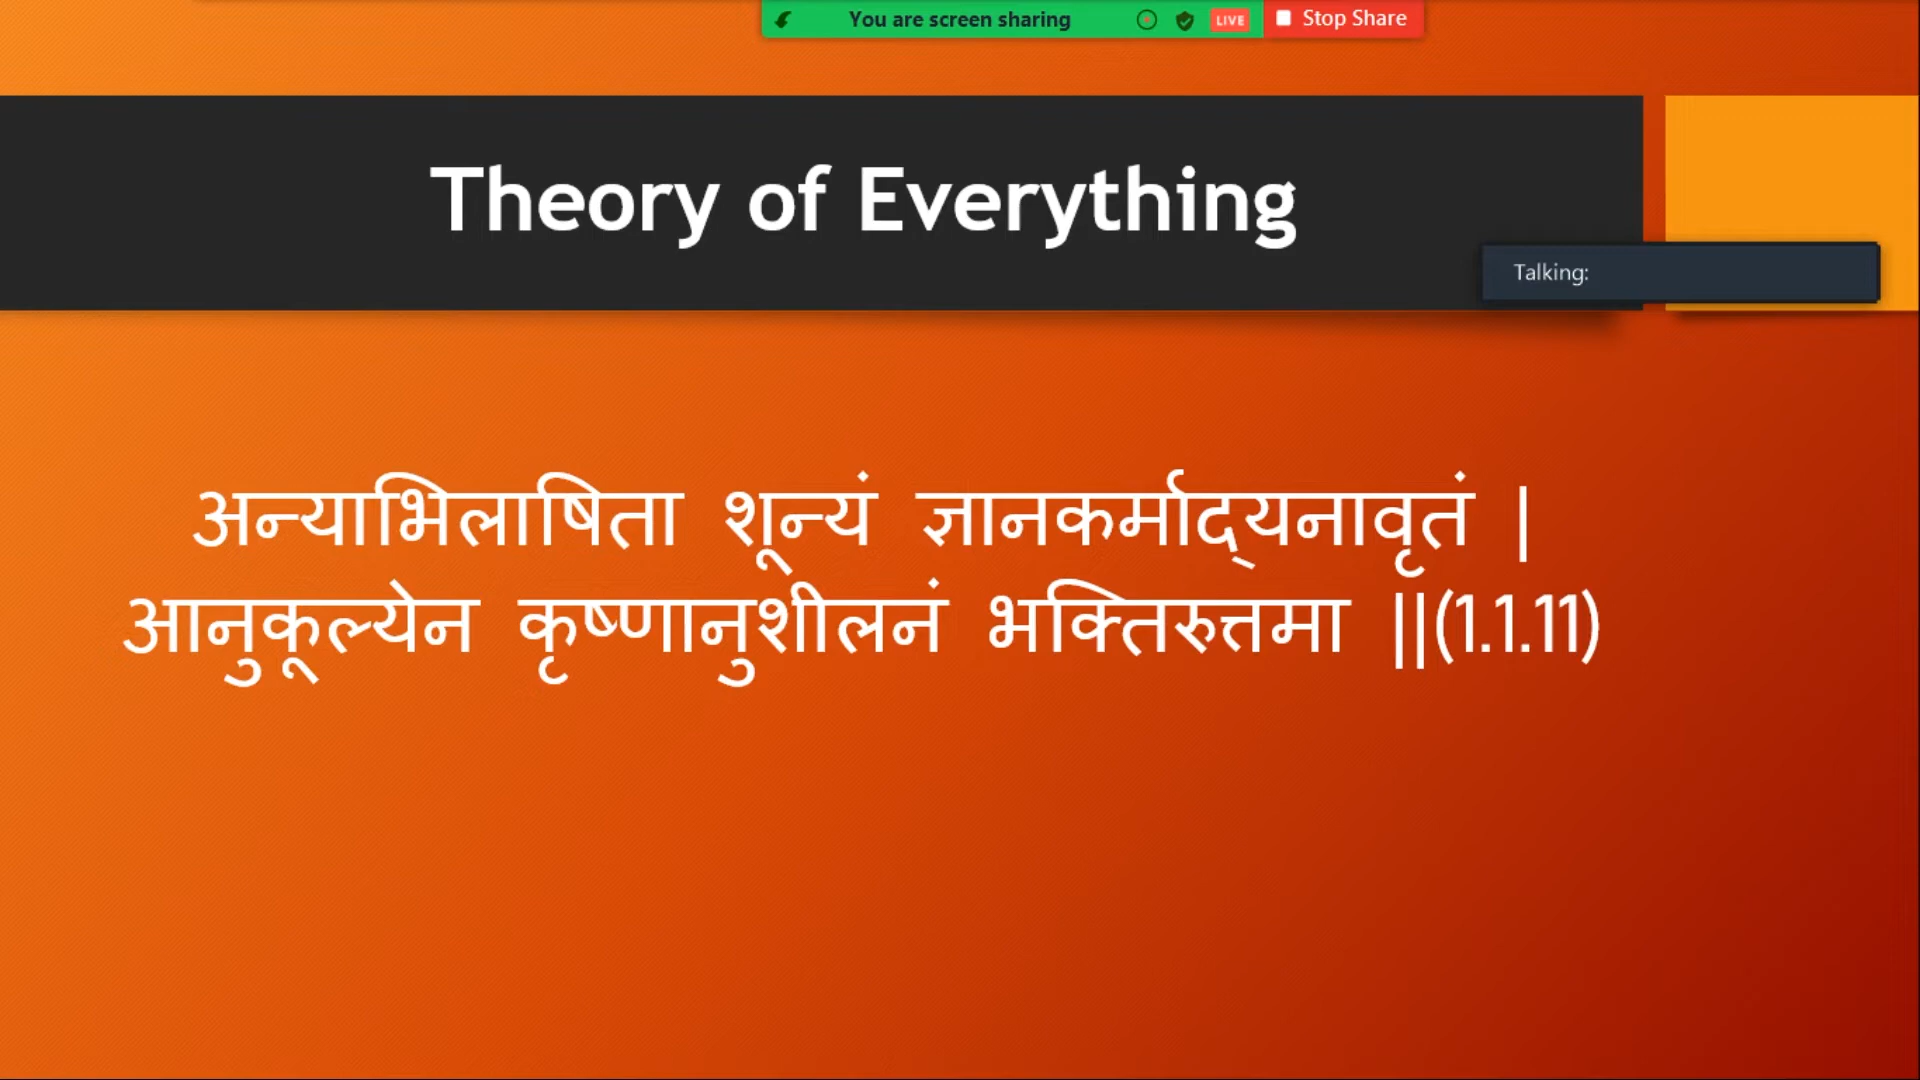 You are screen sharing LIVE Stop Share
Theory of Everything
Talking:
अन्याभिलाषिता शून्यं ज्ञानकर्माद्‌यनावृतं |
आनुकूल्येन कृष्णानुशीलनं भक्तिरुत्तमा ||(1.1.11)